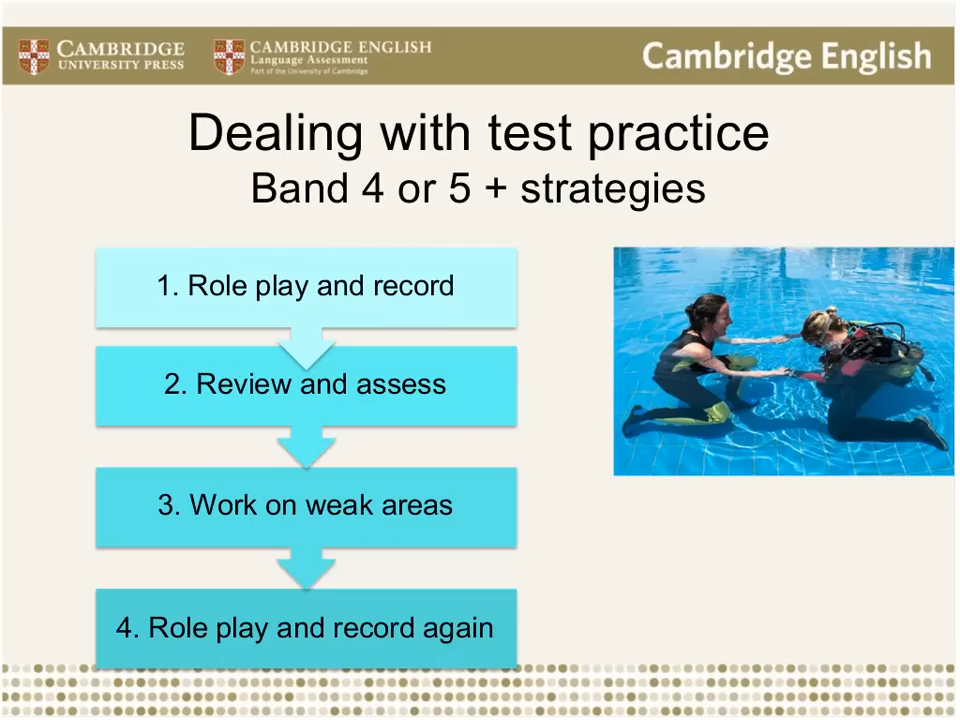 CAMBRIDGE
UNIVERSITY PRESS
CAMBRIDGE ENGLISH
Language Assessment
Part of the University of Cambridge
Cambridge English
Dealing with test practice
Band 4 or 5 + strategies
1. Role play and record
2. Review and assess
3. Work on weak areas
4. Role play and record again